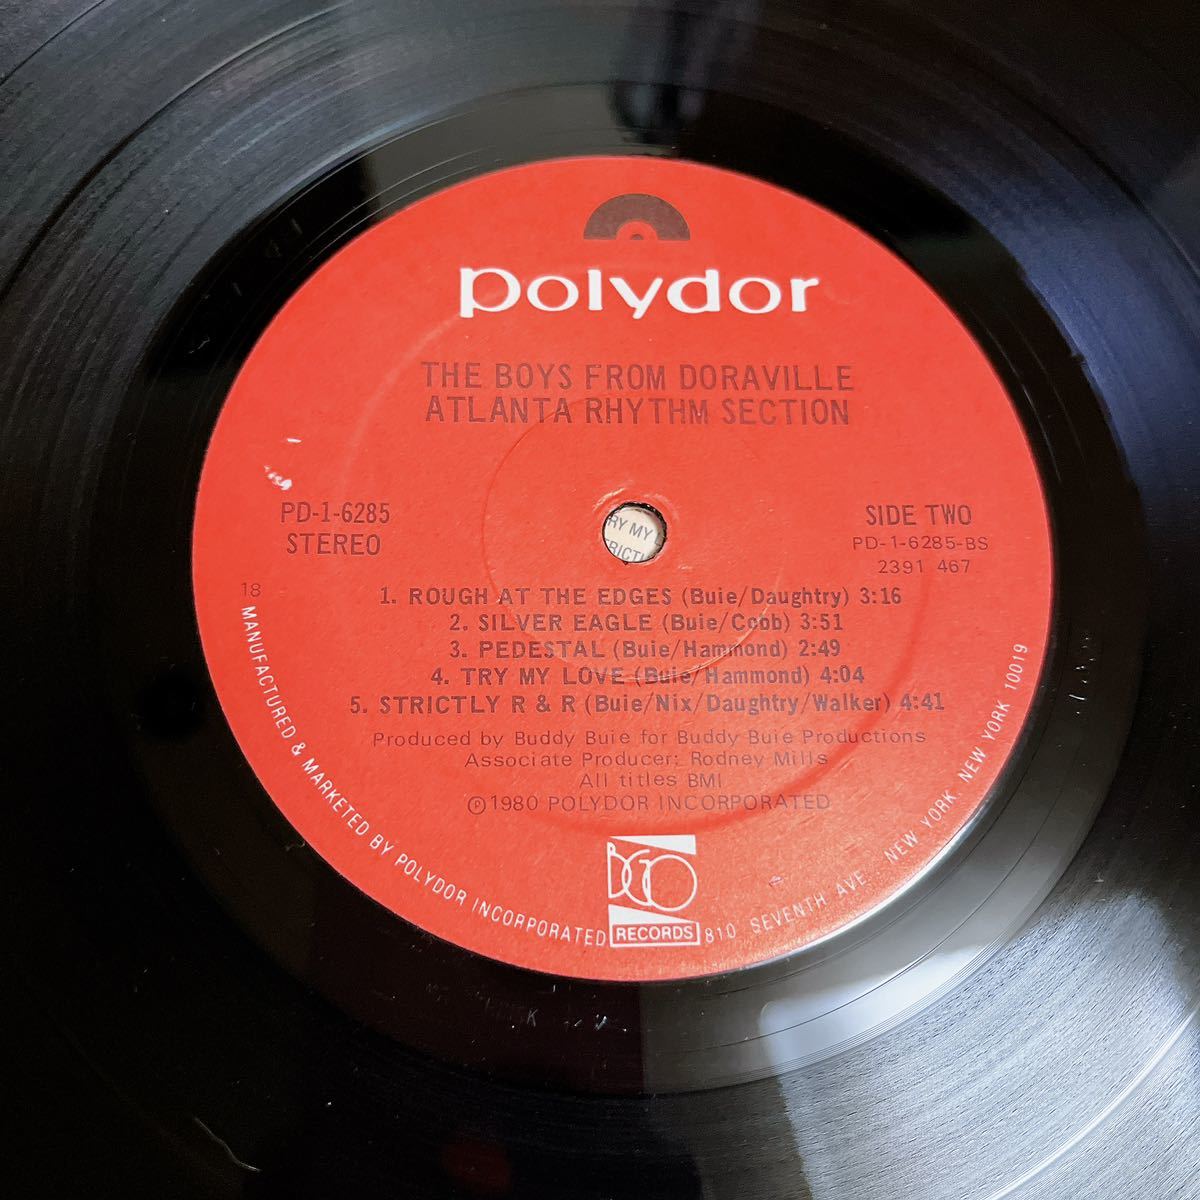 polydor
THE BOYS FROM DORAVILLE
ATLANTA RHYTHM SECTION
PD-1-6285
STEREO
SIDE TWO
PD-1-6285-BS
2391 467
RY MY
RICTL
18
1. ROUGH AT THE EDGES (Buie/Daughtry) 3:16
2. SILVER EAGLE (Buie/Coob) 3:51
3. PEDESTAL (Buie/Hammond) 2:49
4. TRY MY LOVE (Buie/Hammond) 4:04
5. STRICTLY R & R (Buie/Nix/Daughtry/Walker) 4:41
Produced by Buddy Buie for Buddy Buie Productions
Associate Producer: Rodney Mills
All titles BMI
℗1980 POLYDOR INCORPORATED
BGO
RECORDS
MANUFACTURED & MARKETED BY POLYDOR INCORPORATED 810 SEVENTH AVE. NEW YORK, NEW YORK 10019